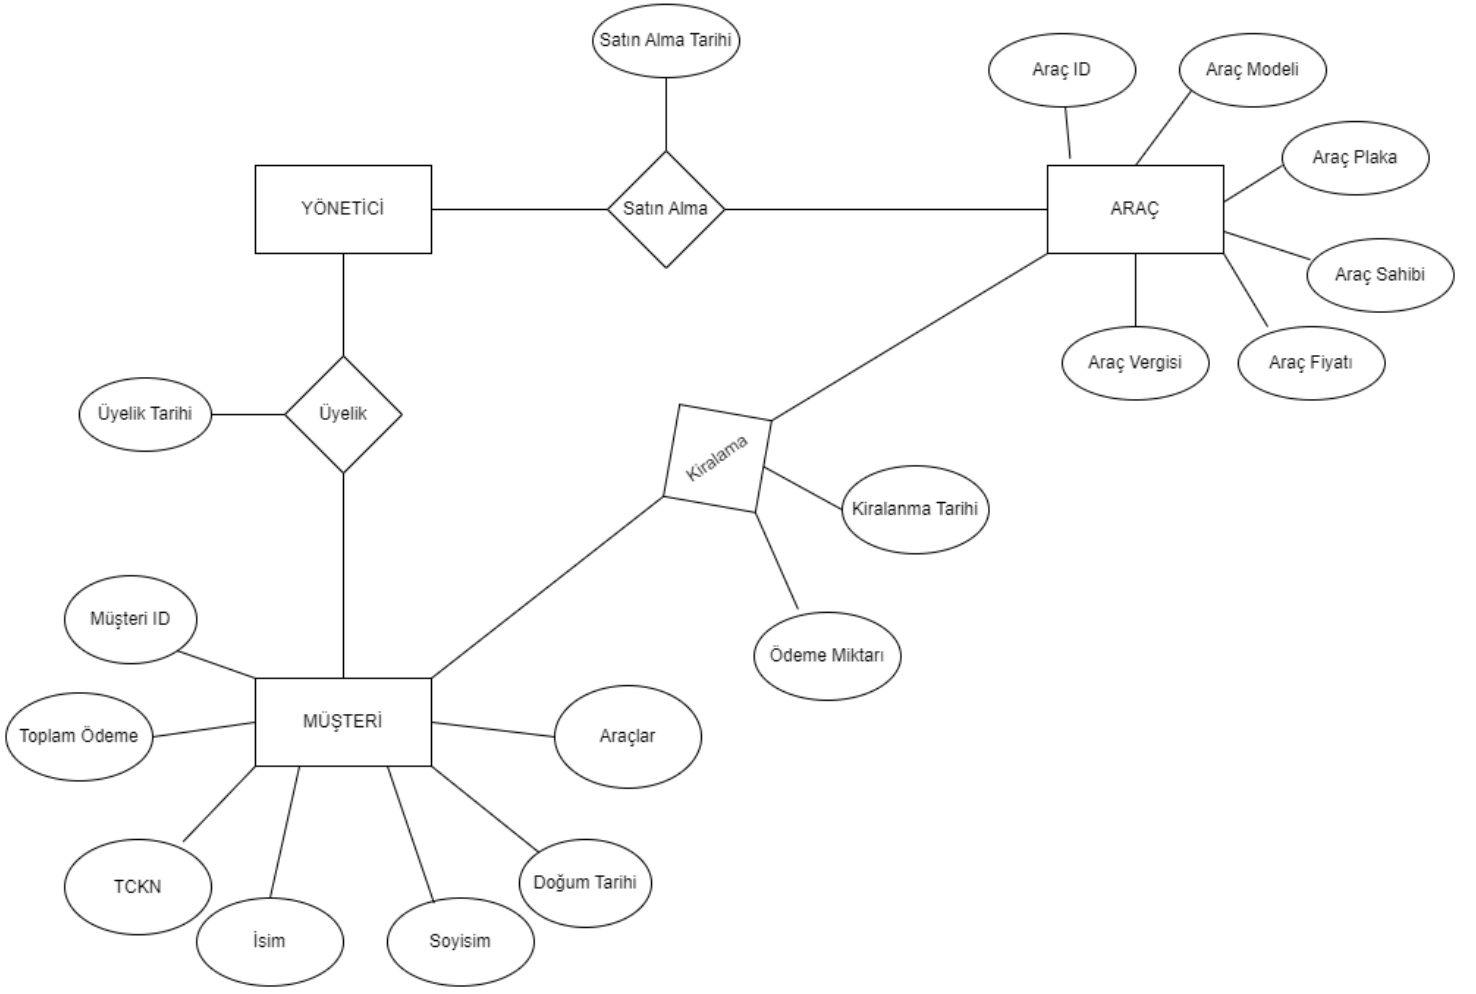 Satın Alma Tarihi
Araç ID
Araç Modeli
Araç Plaka
YÖNETİCİ
Satın Alma
ARAÇ
Araç Sahibi
Araç Vergisi
Araç Fiyatı
Üyelik Tarihi
Üyelik
Kiralama
Kiralanma Tarihi
Müşteri ID
Ödeme Miktarı
MÜŞTERİ
Toplam Ödeme
Araçlar
TCKN
Doğum Tarihi
İsim
Soyisim